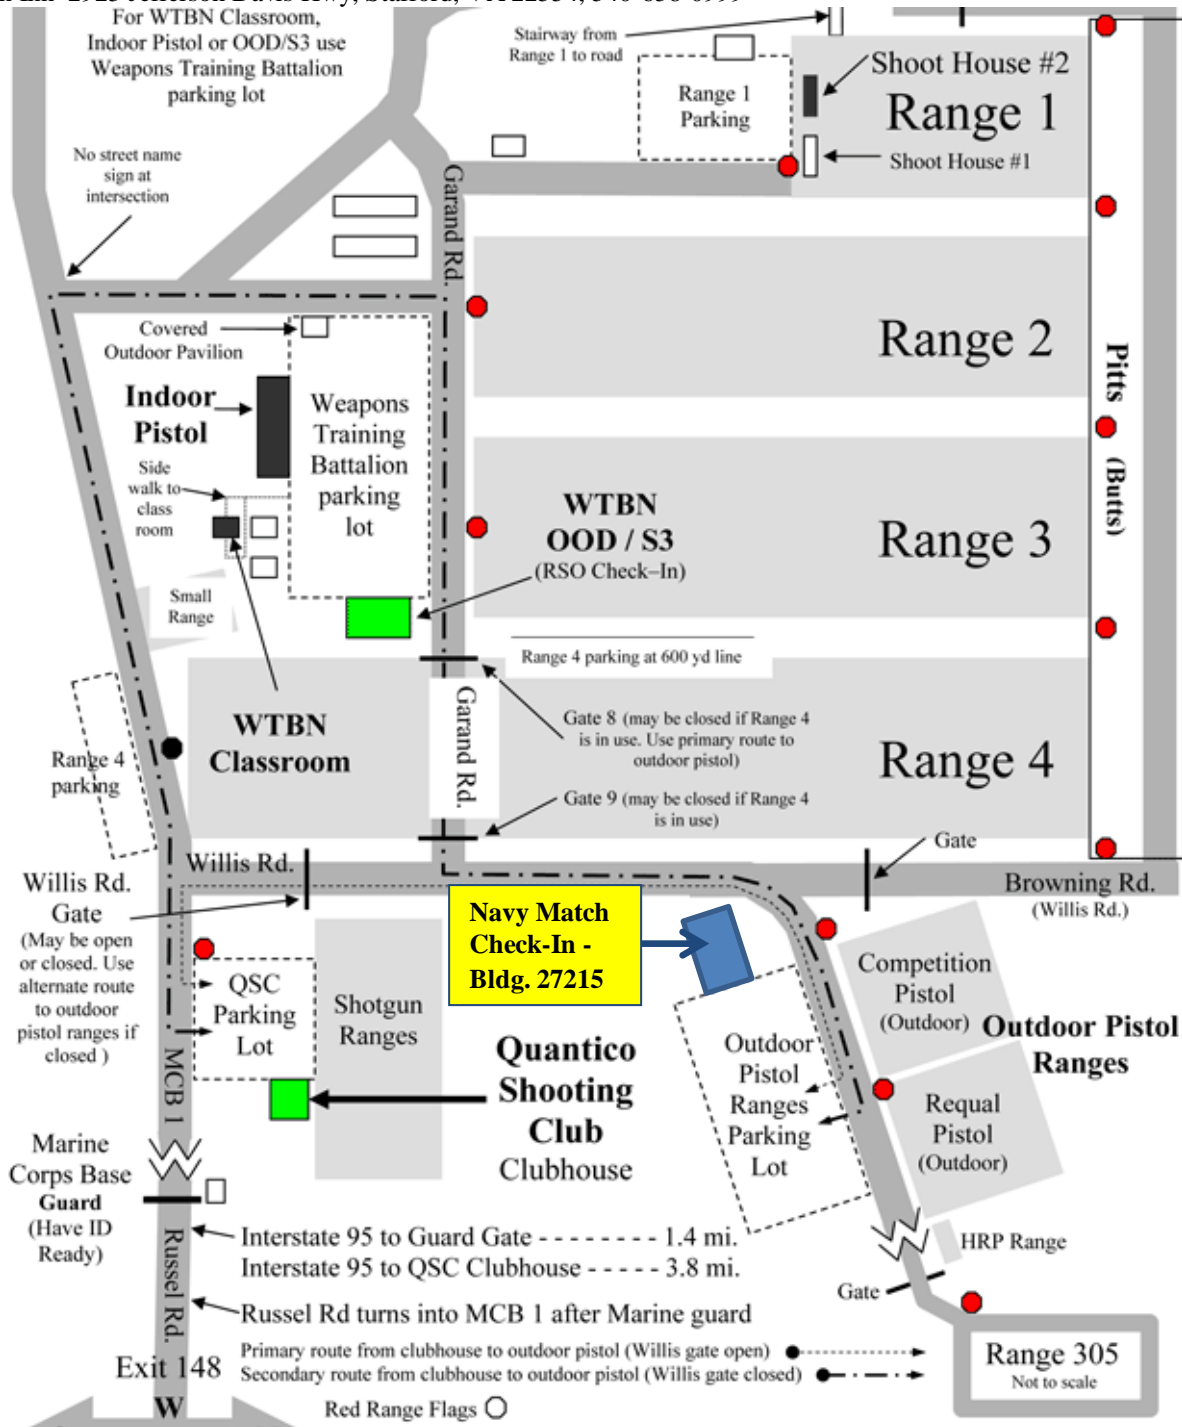 For WTBN Classroom,
Indoor Pistol or OOD/S3 use
Weapons Training Battalion
parking lot
Stairway from
Range 1 to road
Range 1
Parking
Shoot House #2
Range 1
Shoot House #1
No street name
sign at
intersection
Garand Rd.
Covered
Outdoor Pavilion
Indoor
Pistol
Weapons
Training
Battalion
parking
lot
Range 2
Pitts
(Butts)
Side
walk to
class
room
WTBN
OOD / S3
(RSO Check–In)
Range 3
Small
Range
Range 4 parking at 600 yd line
WTBN
Classroom
Garand Rd.
Gate 8 (may be closed if Range 4
is in use. Use primary route to
outdoor pistol)
Range 4
Range 4
parking
Gate 9 (may be closed if Range 4
is in use)
Gate
Willis Rd.
Browning Rd.
(Willis Rd.)
Willis Rd.
Gate
(May be open
or closed. Use
alternate route
to outdoor
pistol ranges if
closed )
Navy Match
Check-In -
Bldg. 27215
QSC
Parking
Lot
Shotgun
Ranges
Competition
Pistol
(Outdoor)
Outdoor Pistol
Ranges
Quantico
Shooting
Club
Clubhouse
Outdoor
Pistol
Ranges
Parking
Lot
Requal
Pistol
(Outdoor)
MCB 1
Marine
Corps Base
Guard
(Have ID
Ready)
Russel Rd.
Interstate 95 to Guard Gate - - - - - - - - 1.4 mi.
Interstate 95 to QSC Clubhouse - - - - - 3.8 mi.
Russel Rd turns into MCB 1 after Marine guard
HRP Range
Gate
Primary route from clubhouse to outdoor pistol (Willis gate open)
Secondary route from clubhouse to outdoor pistol (Willis gate closed)
Exit 148
W
Red Range Flags
Range 305
Not to scale